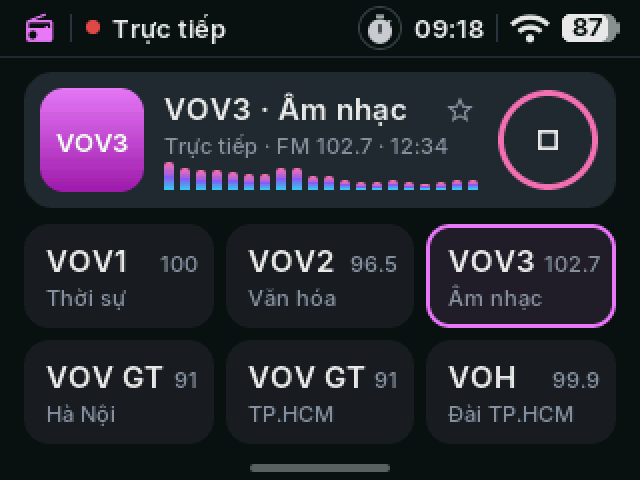 Trực tiếp 09:18 87
VOV3
VOV3 · Âm nhạc
Trực tiếp · FM 102.7 · 12:34
VOV1 100
Thời sự
VOV2 96.5
Văn hóa
VOV3 102.7
Âm nhạc
VOV GT 91
Hà Nội
VOV GT 91
TP.HCM
VOH 99.9
Đài TP.HCM